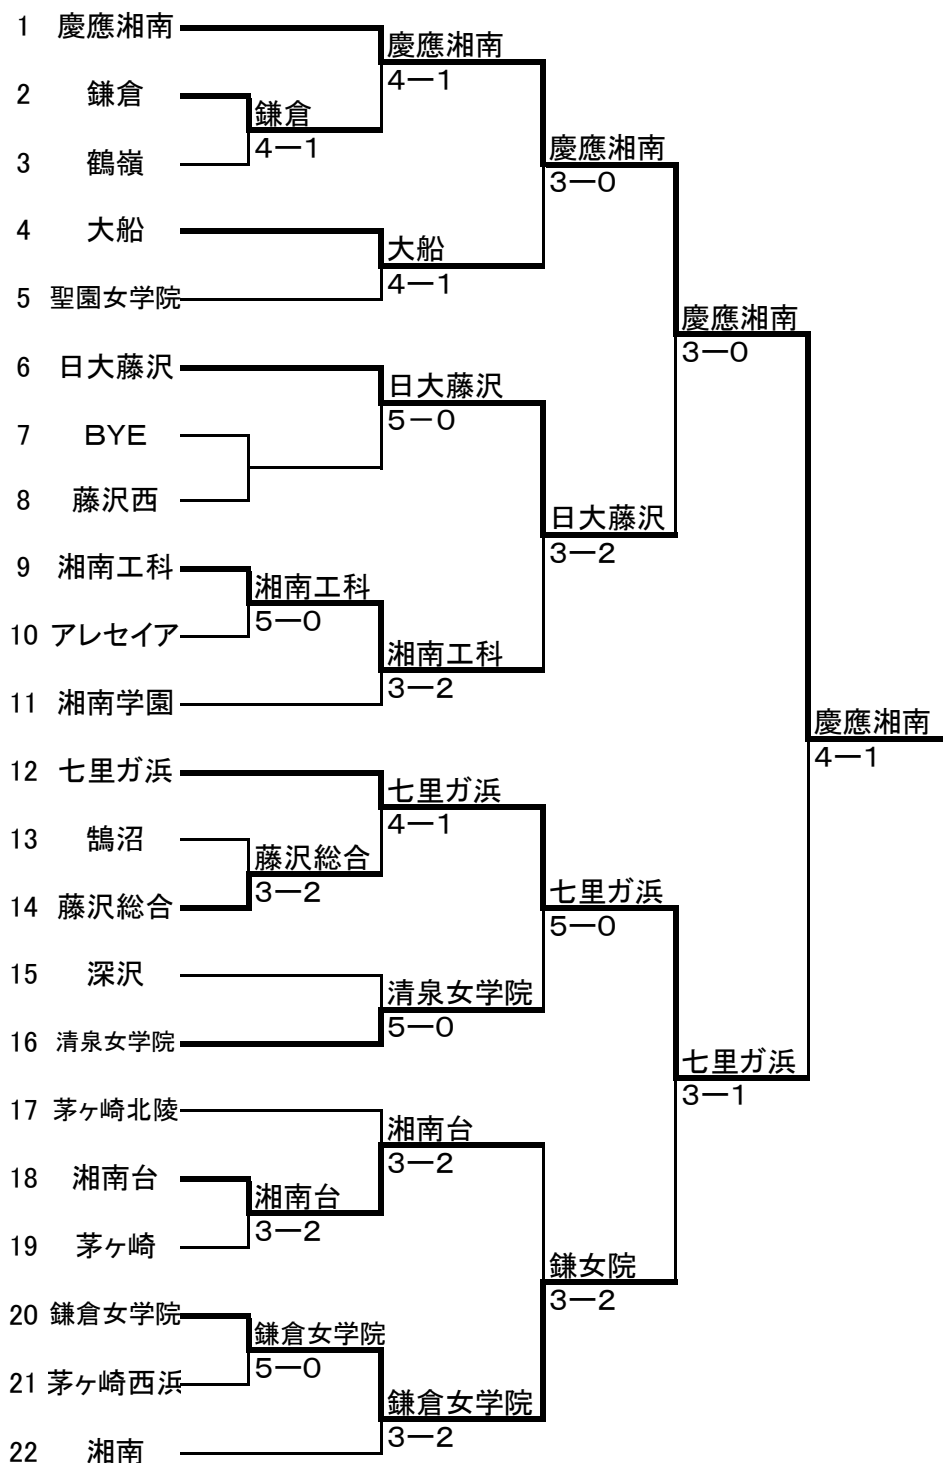 1 慶應湘南
2 鎌倉
3 鶴嶺
4 大船
5 聖園女学院
6 日大藤沢
7 BYE
8 藤沢西
9 湘南工科
10 アレセイア
11 湘南学園
12 七里ガ浜
13 鵠沼
14 藤沢総合
15 深沢
16 清泉女学院
17 茅ヶ崎北陵
18 湘南台
19 茅ヶ崎
20 鎌倉女学院
21 茅ヶ崎西浜
22 湘南
鎌倉
4ー1
湘南工科
5ー0
藤沢総合
3ー2
湘南台
3ー2
鎌倉女学院
5ー0
慶應湘南
4ー1
大船
4ー1
日大藤沢
5－0
湘南工科
3ー2
七里ガ浜
4ー1
清泉女学院
5ー0
湘南台
3ー2
鎌倉女学院
3ー2
慶應湘南
3ー0
日大藤沢
3ー2
七里ガ浜
5ー0
鎌女院
3ー2
慶應湘南
3ー0
七里ガ浜
3ー1
慶應湘南
4ー1